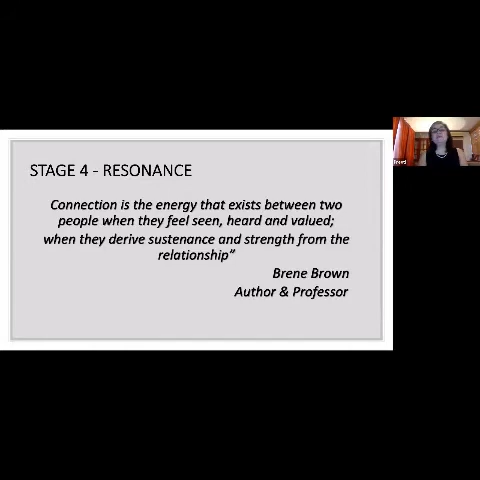 STAGE 4 - RESONANCE
Connection is the energy that exists between two
people when they feel seen, heard and valued;
when they derive sustenance and strength from the
relationship”
Brene Brown
Author & Professor